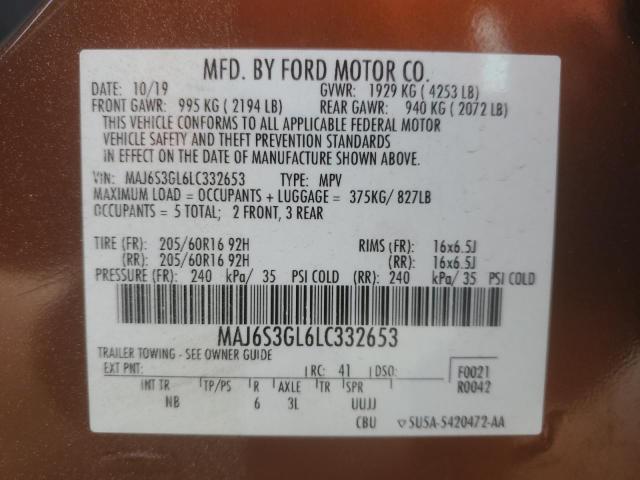 MFD. BY FORD MOTOR CO.
DATE: 10/19 GVWR: 1929 KG ( 4253 LB)
FRONT GAWR: 995 KG ( 2194 LB) REAR GAWR: 940 KG ( 2072 LB)
THIS VEHICLE CONFORMS TO ALL APPLICABLE FEDERAL MOTOR
VEHICLE SAFETY AND THEFT PREVENTION STANDARDS
IN EFFECT ON THE DATE OF MANUFACTURE SHOWN ABOVE.
VIN: MAJ6S3GL6LC332653 TYPE: MPV
MAXIMUM LOAD = OCCUPANTS + LUGGAGE = 375KG/ 827LB
OCCUPANTS = 5 TOTAL; 2 FRONT, 3 REAR
TIRE (FR): 205/60R16 92H RIMS (FR): 16x6.5J
(RR): 205/60R16 92H (RR): 16x6.5J
PRESSURE (FR): 240 kPa/ 35 PSI COLD (RR): 240 kPa/ 35 PSI COLD
MAJ6S3GL6LC332653
TRAILER TOWING - SEE OWNER GUIDE
EXT PNT: RC: 41 DSO: F0021
R0042
INT TR TP/PS R AXLE TR SPR
NB 6 3L UUJJ
CBU ▽5U5A-5420472-AA